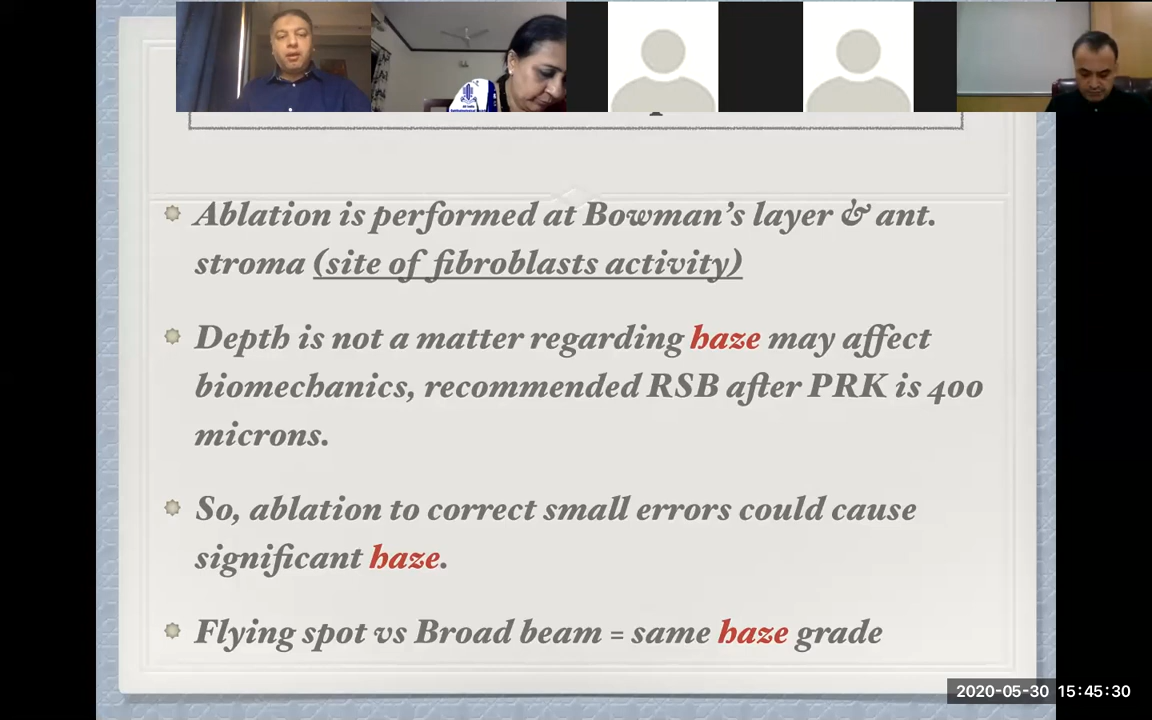 Ablation is performed at Bowman's layer & ant.
stroma (site of fibroblasts activity)
Depth is not a matter regarding haze may affect
biomechanics, recommended RSB after PRK is 400
microns.
So, ablation to correct small errors could cause
significant haze.
Flying spot vs Broad beam = same haze grade
2020-05-30 15:45:30